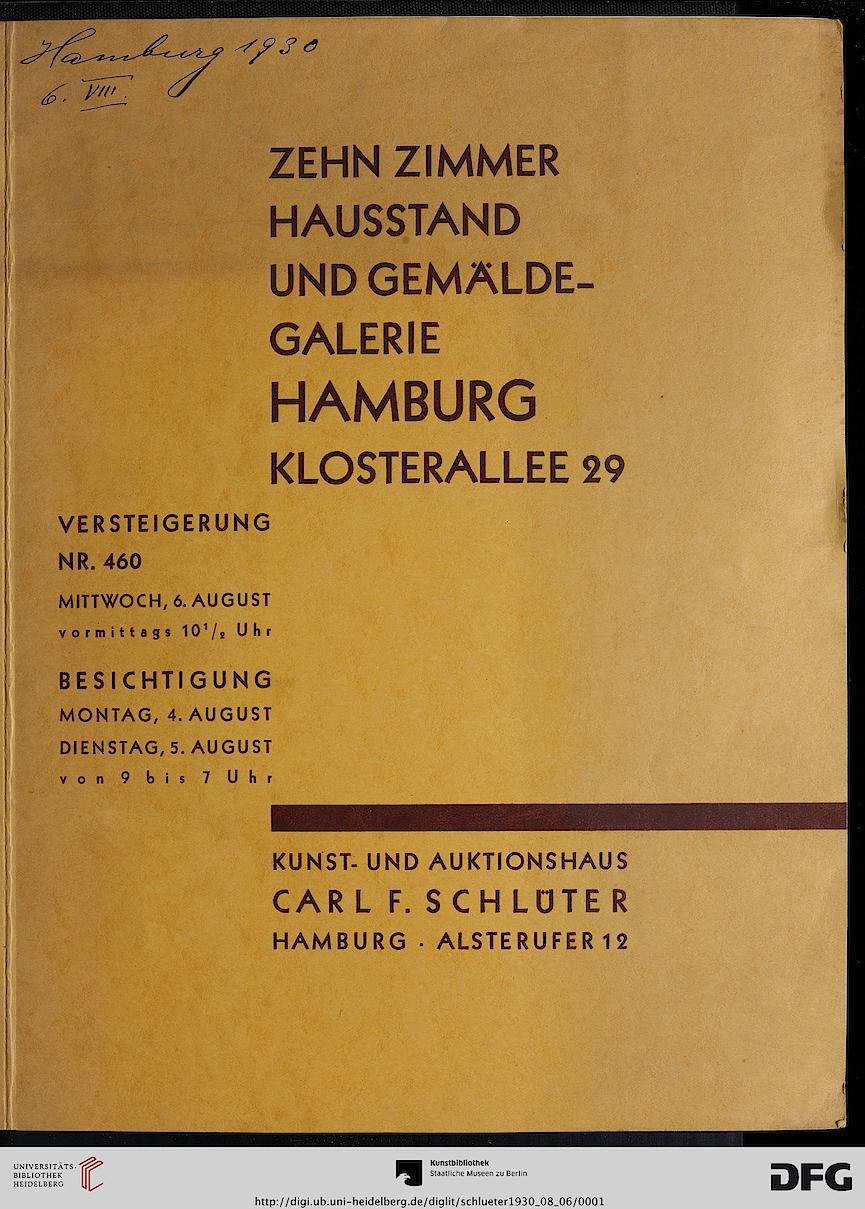 Hamburg 1930
6. VIII.
ZEHN ZIMMER
HAUSSTAND
UND GEMÄLDE-
GALERIE
HAMBURG
KLOSTERALLEE 29
VERSTEIGERUNG
NR. 460
MITTWOCH, 6. AUGUST
vormittags 10¹/₂ Uhr
BESICHTIGUNG
MONTAG, 4. AUGUST
DIENSTAG, 5. AUGUST
von 9 bis 7 Uhr
KUNST- UND AUKTIONSHAUS
CARL F. SCHLÜTER
HAMBURG · ALSTERUFER 12
UNIVERSITÄTS-
BIBLIOTHEK
HEIDELBERG
Kunstbibliothek
Staatliche Museen zu Berlin
DFG
http://digi.ub.uni-heidelberg.de/diglit/schlueter1930_08_06/0001